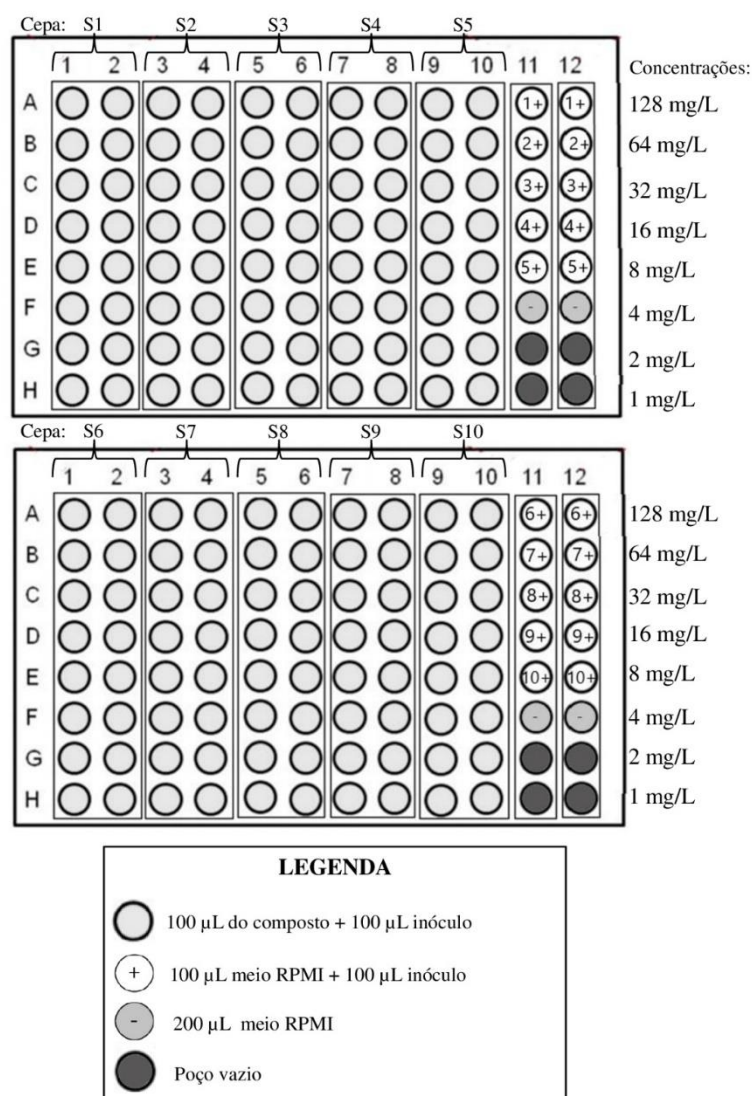 Cepa: S1 S2 S3 S4 S5
1 2 3 4 5 6 7 8 9 10 11 12 Concentrações:
A 1+ 1+ 128 mg/L
B 2+ 2+ 64 mg/L
C 3+ 3+ 32 mg/L
D 4+ 4+ 16 mg/L
E 5+ 5+ 8 mg/L
F - - 4 mg/L
G 2 mg/L
H 1 mg/L
Cepa: S6 S7 S8 S9 S10
1 2 3 4 5 6 7 8 9 10 11 12
A 6+ 6+ 128 mg/L
B 7+ 7+ 64 mg/L
C 8+ 8+ 32 mg/L
D 9+ 9+ 16 mg/L
E 10+ 10+ 8 mg/L
F - - 4 mg/L
G 2 mg/L
H 1 mg/L
LEGENDA
100 µL do composto + 100 µL inóculo
+ 100 µL meio RPMI + 100 µL inóculo
- 200 µL meio RPMI
Poço vazio